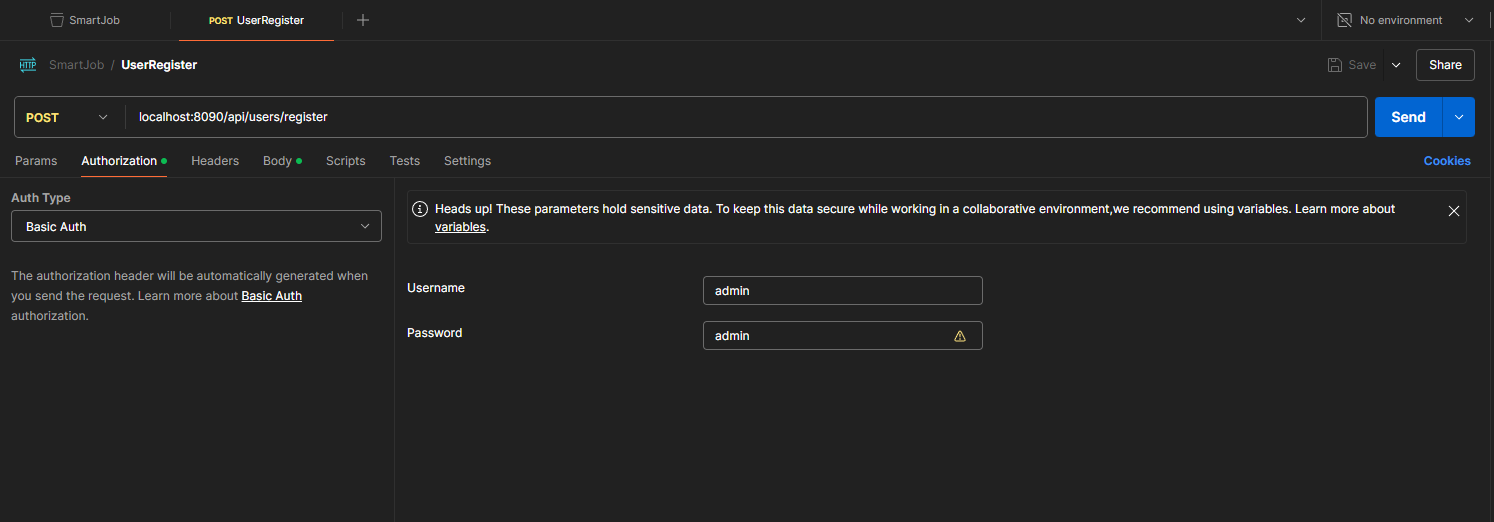 SmartJob
POST UserRegister
No environment
HTTP SmartJob / UserRegister
Save
Share
POST
localhost:8090/api/users/register
Send
Params
Authorization
Headers
Body
Scripts
Tests
Settings
Cookies
Auth Type
Basic Auth
The authorization header will be automatically generated when
you send the request. Learn more about Basic Auth
authorization.
Heads up! These parameters hold sensitive data. To keep this data secure while working in a collaborative environment,we recommend using variables. Learn more about
variables.
Username
admin
Password
admin